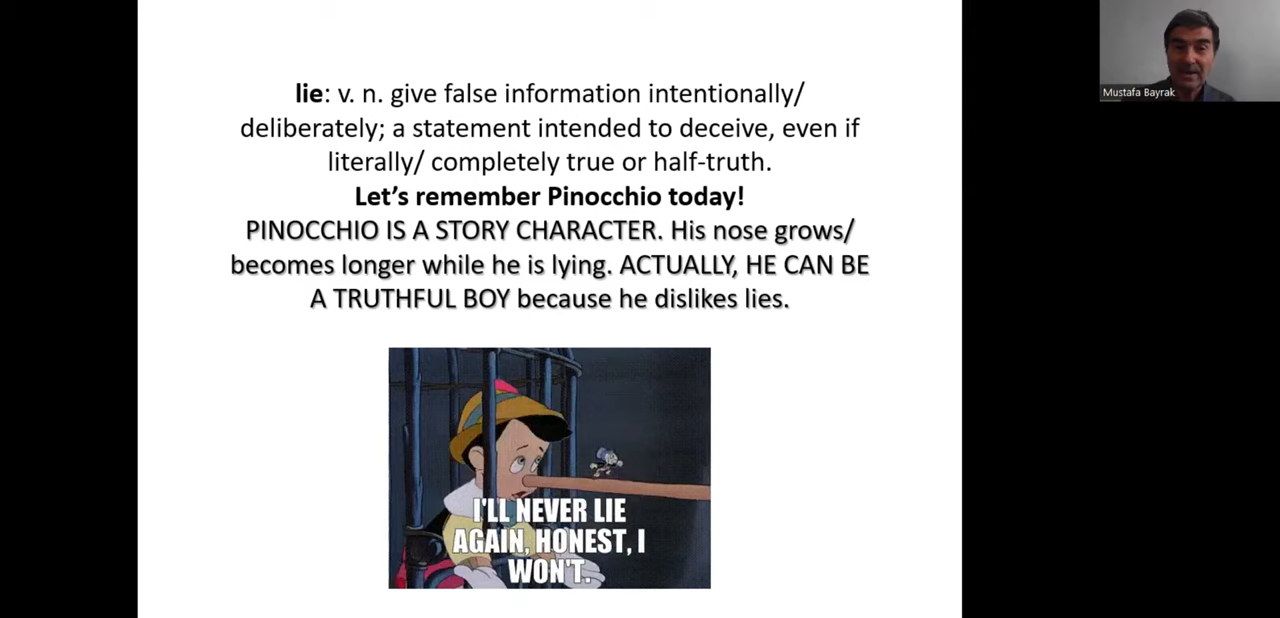 lie: v. n. give false information intentionally/
deliberately; a statement intended to deceive, even if
literally/ completely true or half-truth.
Let’s remember Pinocchio today!
PINOCCHIO IS A STORY CHARACTER. His nose grows/
becomes longer while he is lying. ACTUALLY, HE CAN BE
A TRUTHFUL BOY because he dislikes lies.
I'LL NEVER LIE
AGAIN, HONEST, I
WON'T.
Mustafa Bayrak